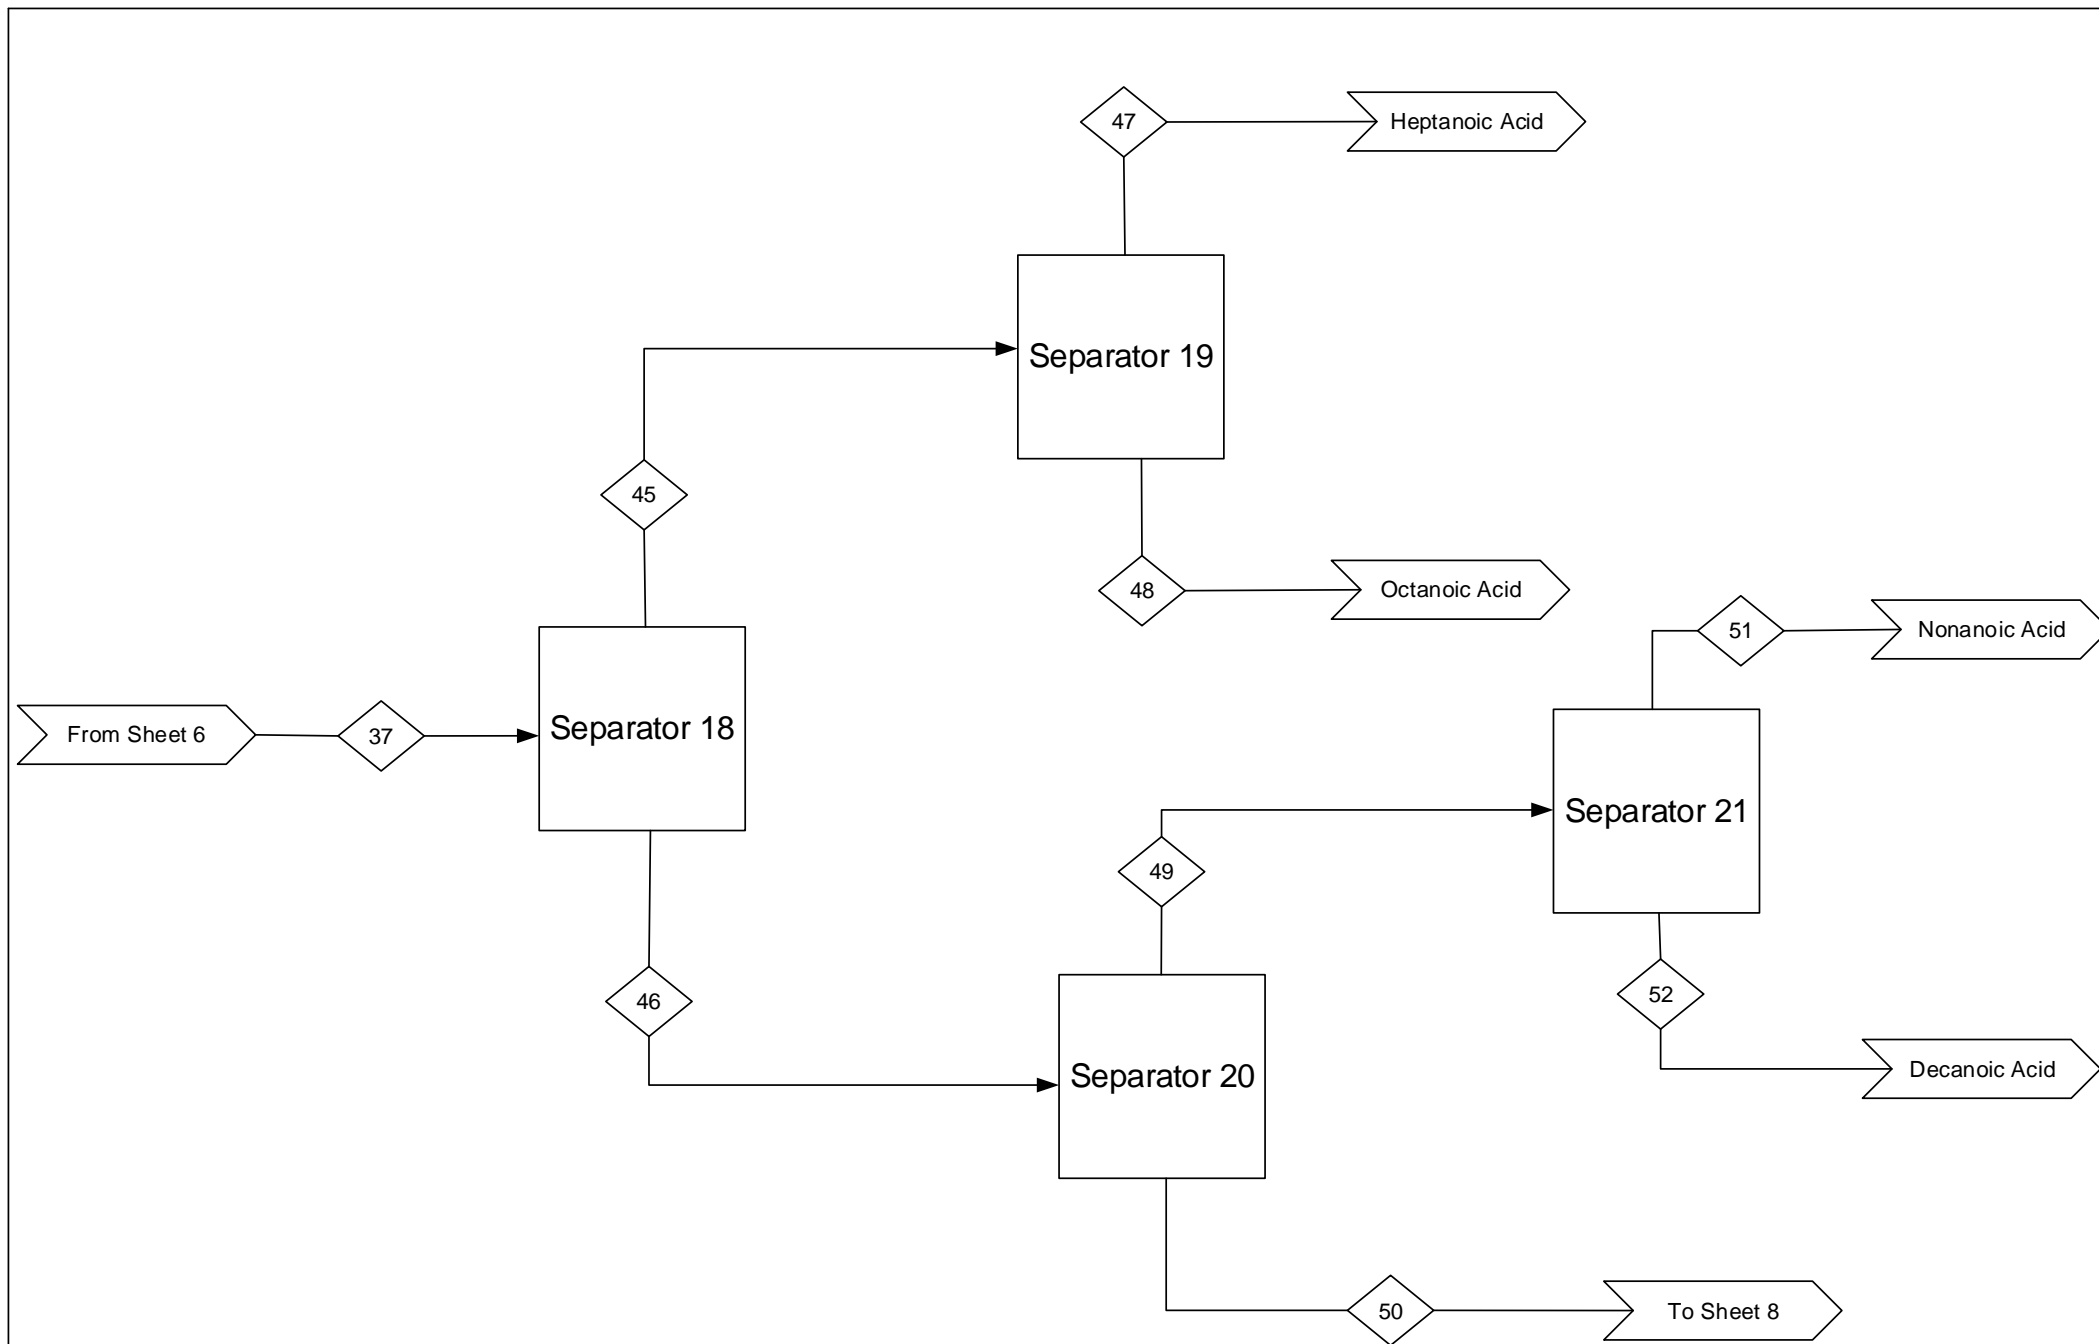 47
Heptanoic Acid
Separator 19
45
48
Octanoic Acid
51
Nonanoic Acid
From Sheet 6
37
Separator 18
Separator 21
49
46
52
Separator 20
Decanoic Acid
50
To Sheet 8